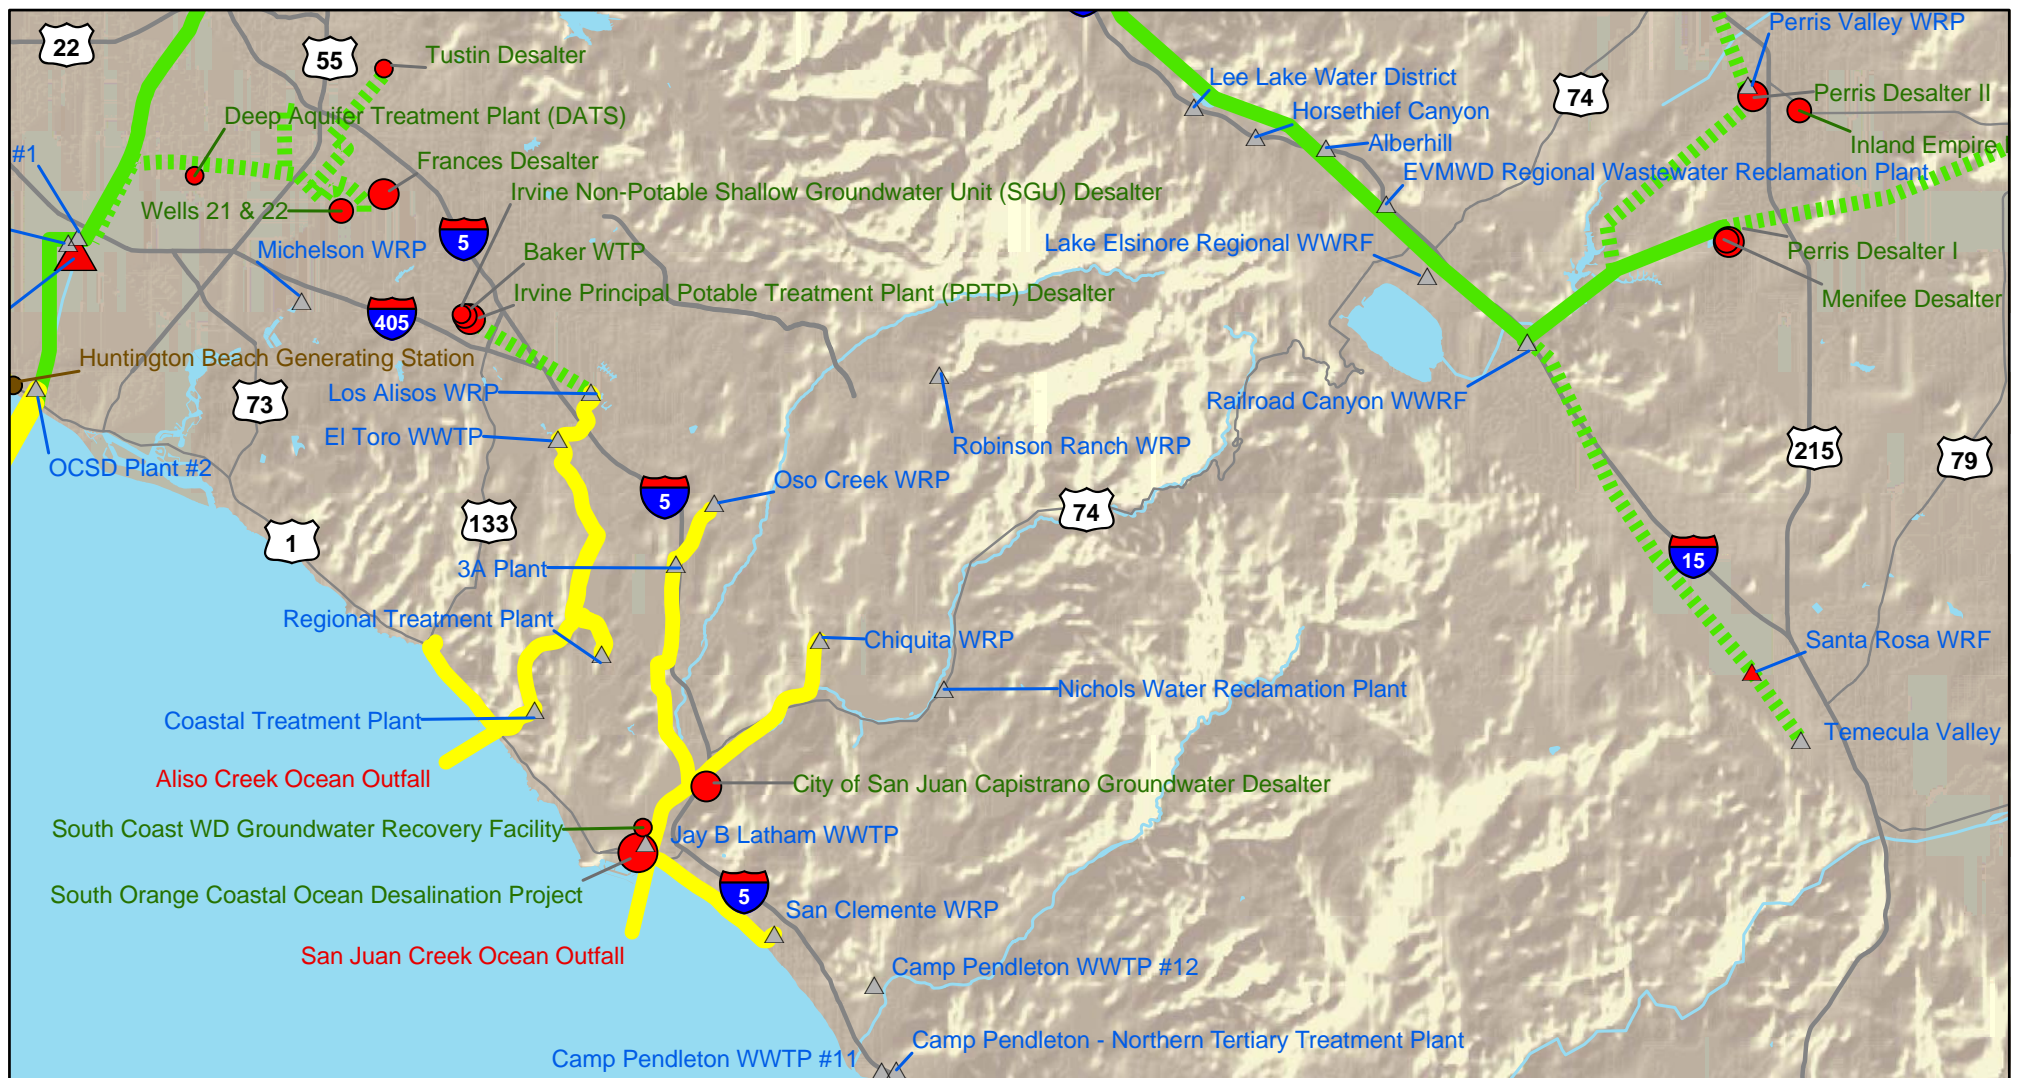 22
55
Tustin Desalter
Perris Valley WRP
Lee Lake Water District
74
Perris Desalter II
Deep Aquifer Treatment Plant (DATS)
Horsethief Canyon
Alberhill
Inland Empire
#1
Frances Desalter
EVMWD Regional Wastewater Reclamation Plant
Irvine Non-Potable Shallow Groundwater Unit (SGU) Desalter
Wells 21 & 22
5
Michelson WRP
Baker WTP
Lake Elsinore Regional WWRF
Perris Desalter I
Irvine Principal Potable Treatment Plant (PPTP) Desalter
Menifee Desalter
405
Huntington Beach Generating Station
73
Los Alisos WRP
Railroad Canyon WWRF
El Toro WWTP
Robinson Ranch WRP
215
79
OCSD Plant #2
Oso Creek WRP
5
74
133
1
15
3A Plant
Regional Treatment Plant
Chiquita WRP
Santa Rosa WRF
Nichols Water Reclamation Plant
Coastal Treatment Plant
Temecula Valley
Aliso Creek Ocean Outfall
City of San Juan Capistrano Groundwater Desalter
South Coast WD Groundwater Recovery Facility
Jay B Latham WWTP
South Orange Coastal Ocean Desalination Project
5
San Clemente WRP
San Juan Creek Ocean Outfall
Camp Pendleton WWTP #12
Camp Pendleton - Northern Tertiary Treatment Plant
Camp Pendleton WWTP #11